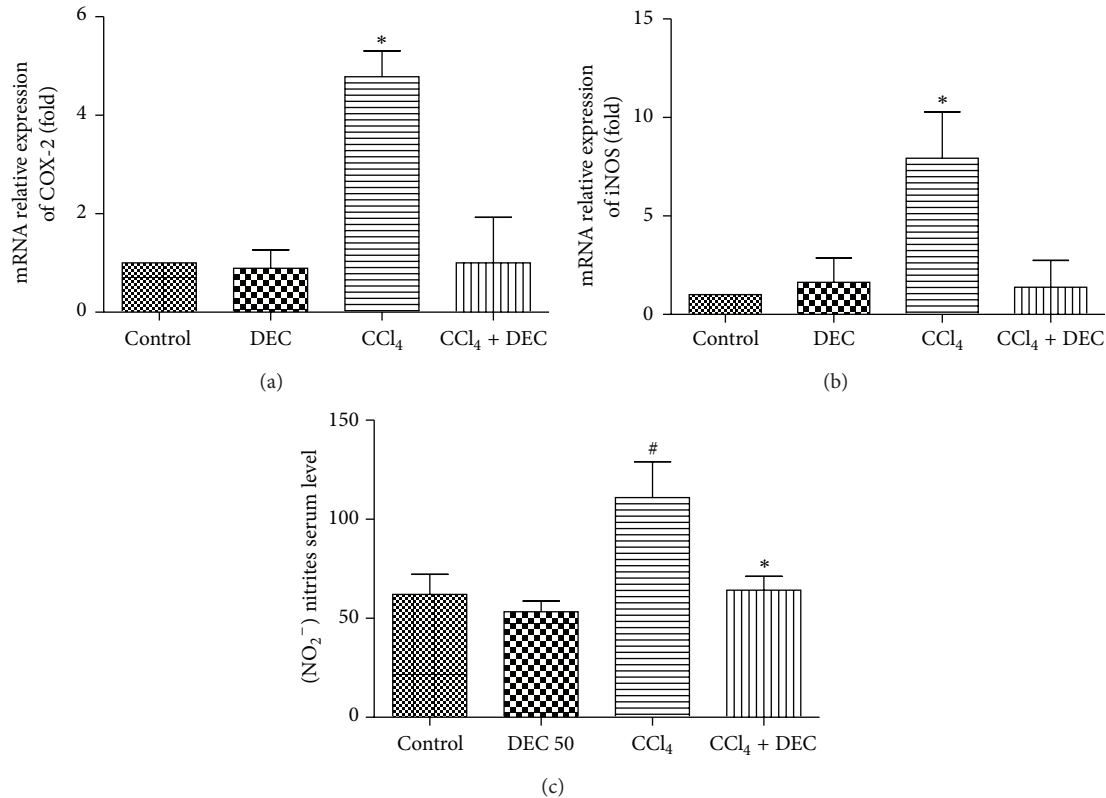 mRNA relative expression
of COX-2 (fold)
6
4
2
0
*
Control DEC CCl₄ CCl₄ + DEC
(a)
mRNA relative expression
of iNOS (fold)
15
10
5
0
*
Control DEC CCl₄ CCl₄ + DEC
(b)
(NO₂⁻) nitrites serum level
150
100
50
0
#
*
Control DEC 50 CCl₄ CCl₄ + DEC
(c)